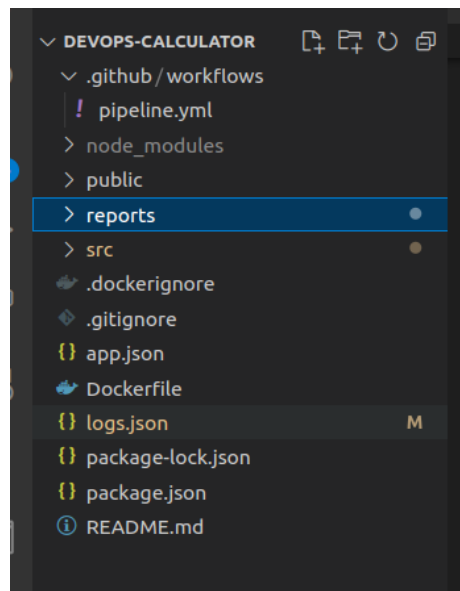 DEVOPS-CALCULATOR
.github / workflows
! pipeline.yml
node_modules
public
reports
src
.dockerignore
.gitignore
{} app.json
Dockerfile
{} logs.json M
{} package-lock.json
{} package.json
README.md